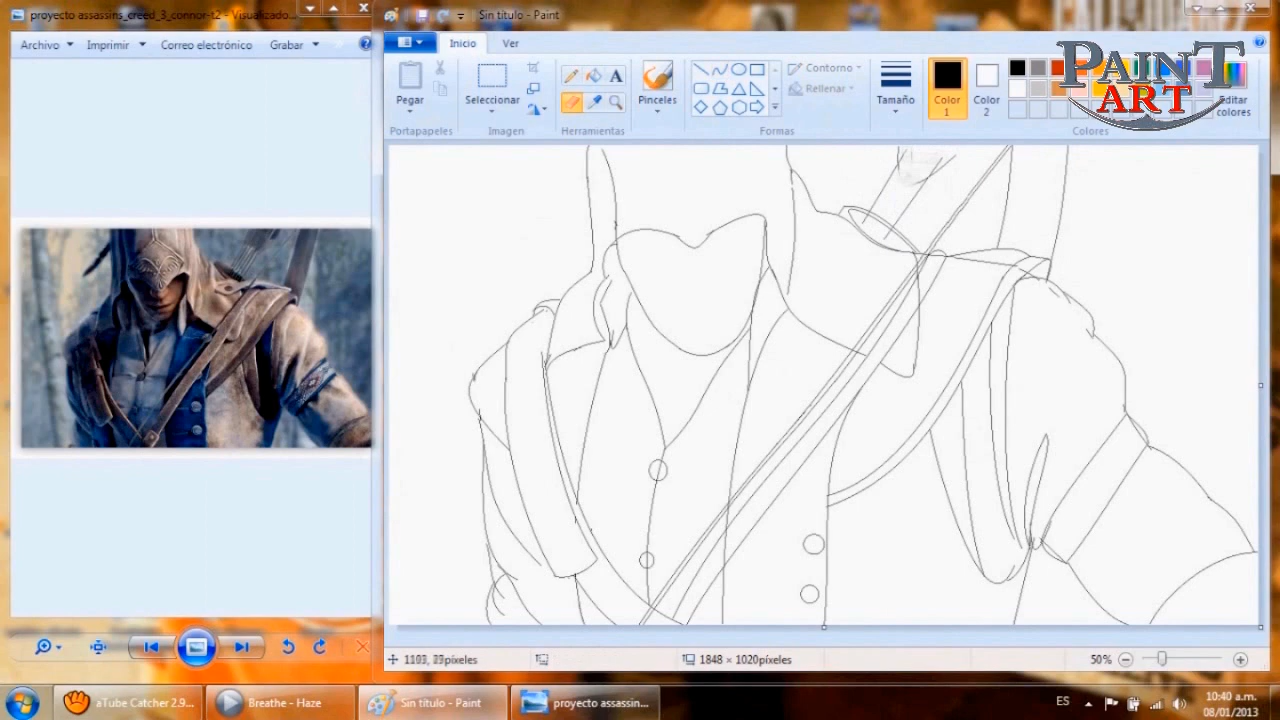 proyecto assassins_creed_3_connor-t2 - Visualizado...
Sin título - Paint
Archivo
Imprimir
Correo electrónico
Grabar
Inicio
Ver
Pegar
Portapapeles
Seleccionar
Imagen
A
Herramientas
Pinceles
Contorno
Rellenar
Formas
Tamaño
Color
1
Color
2
Editar
colores
Colores
PAINT
ART
1848 × 1020píxeles
50%
aTube Catcher 2.9...
Breathe - Haze
Sin título - Paint
proyecto assassin...
ES
10:40 a.m.
08/01/2013